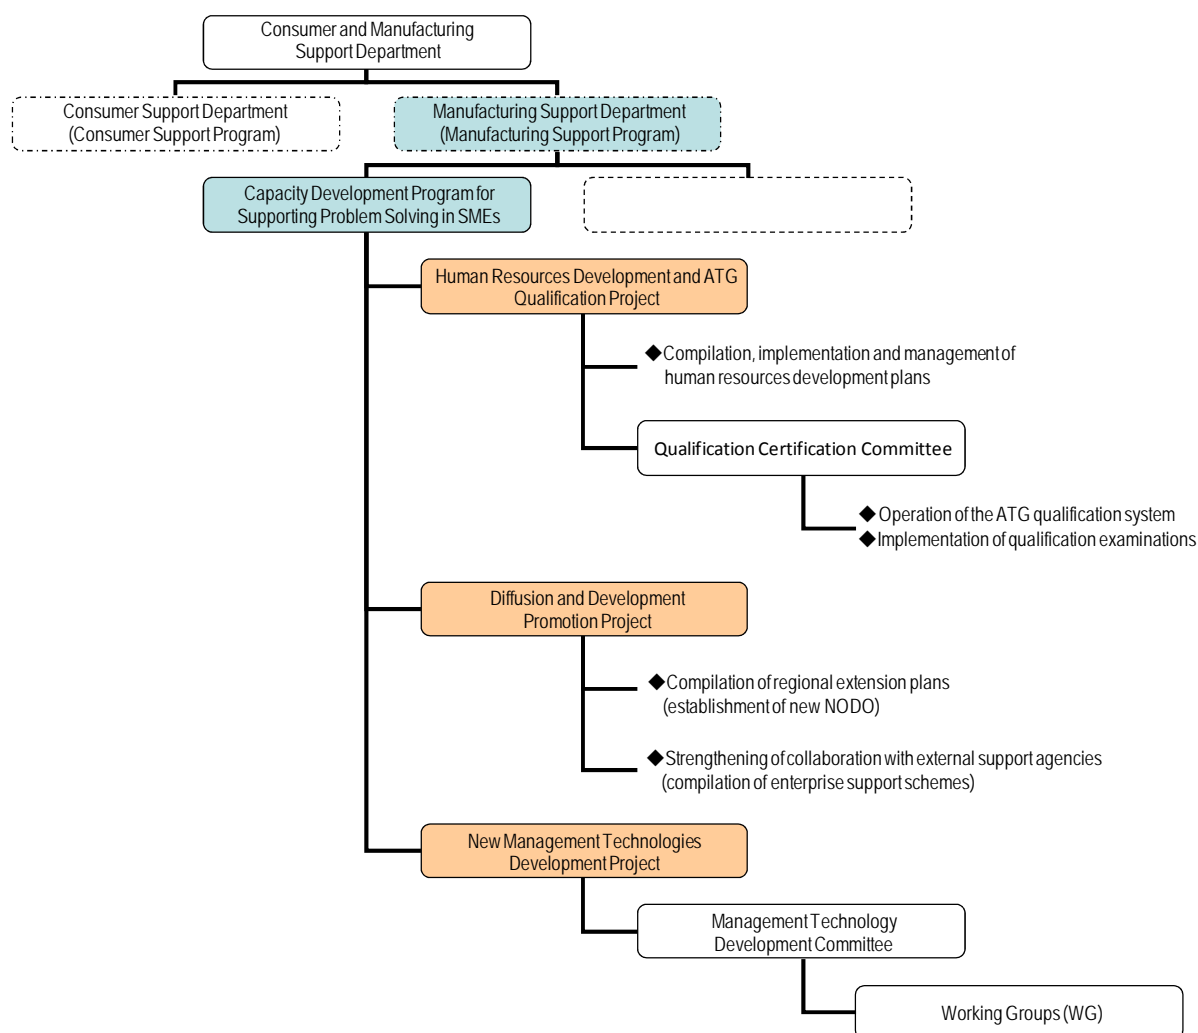 Consumer and Manufacturing
Support Department
Consumer Support Department
(Consumer Support Program)
Manufacturing Support Department
(Manufacturing Support Program)
Capacity Development Program for
Supporting Problem Solving in SMEs
Human Resources Development and ATG
Qualification Project
◆Compilation, implementation and management of
human resources development plans
Qualification Certification Committee
◆Operation of the ATG qualification system
◆Implementation of qualification examinations
Diffusion and Development
Promotion Project
◆Compilation of regional extension plans
(establishment of new NODO)
◆Strengthening of collaboration with external support agencies
(compilation of enterprise support schemes)
New Management Technologies
Development Project
Management Technology
Development Committee
Working Groups (WG)